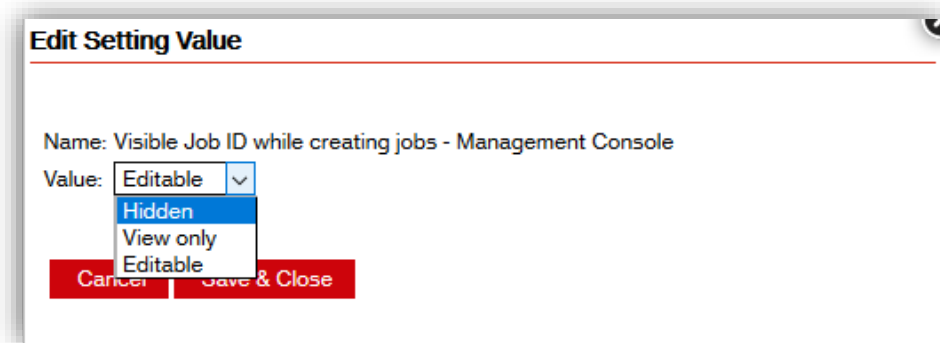 Edit Setting Value
Name: Visible Job ID while creating jobs - Management Console
Value: Editable
Hidden
View only
Editable
Cancel Save & Close